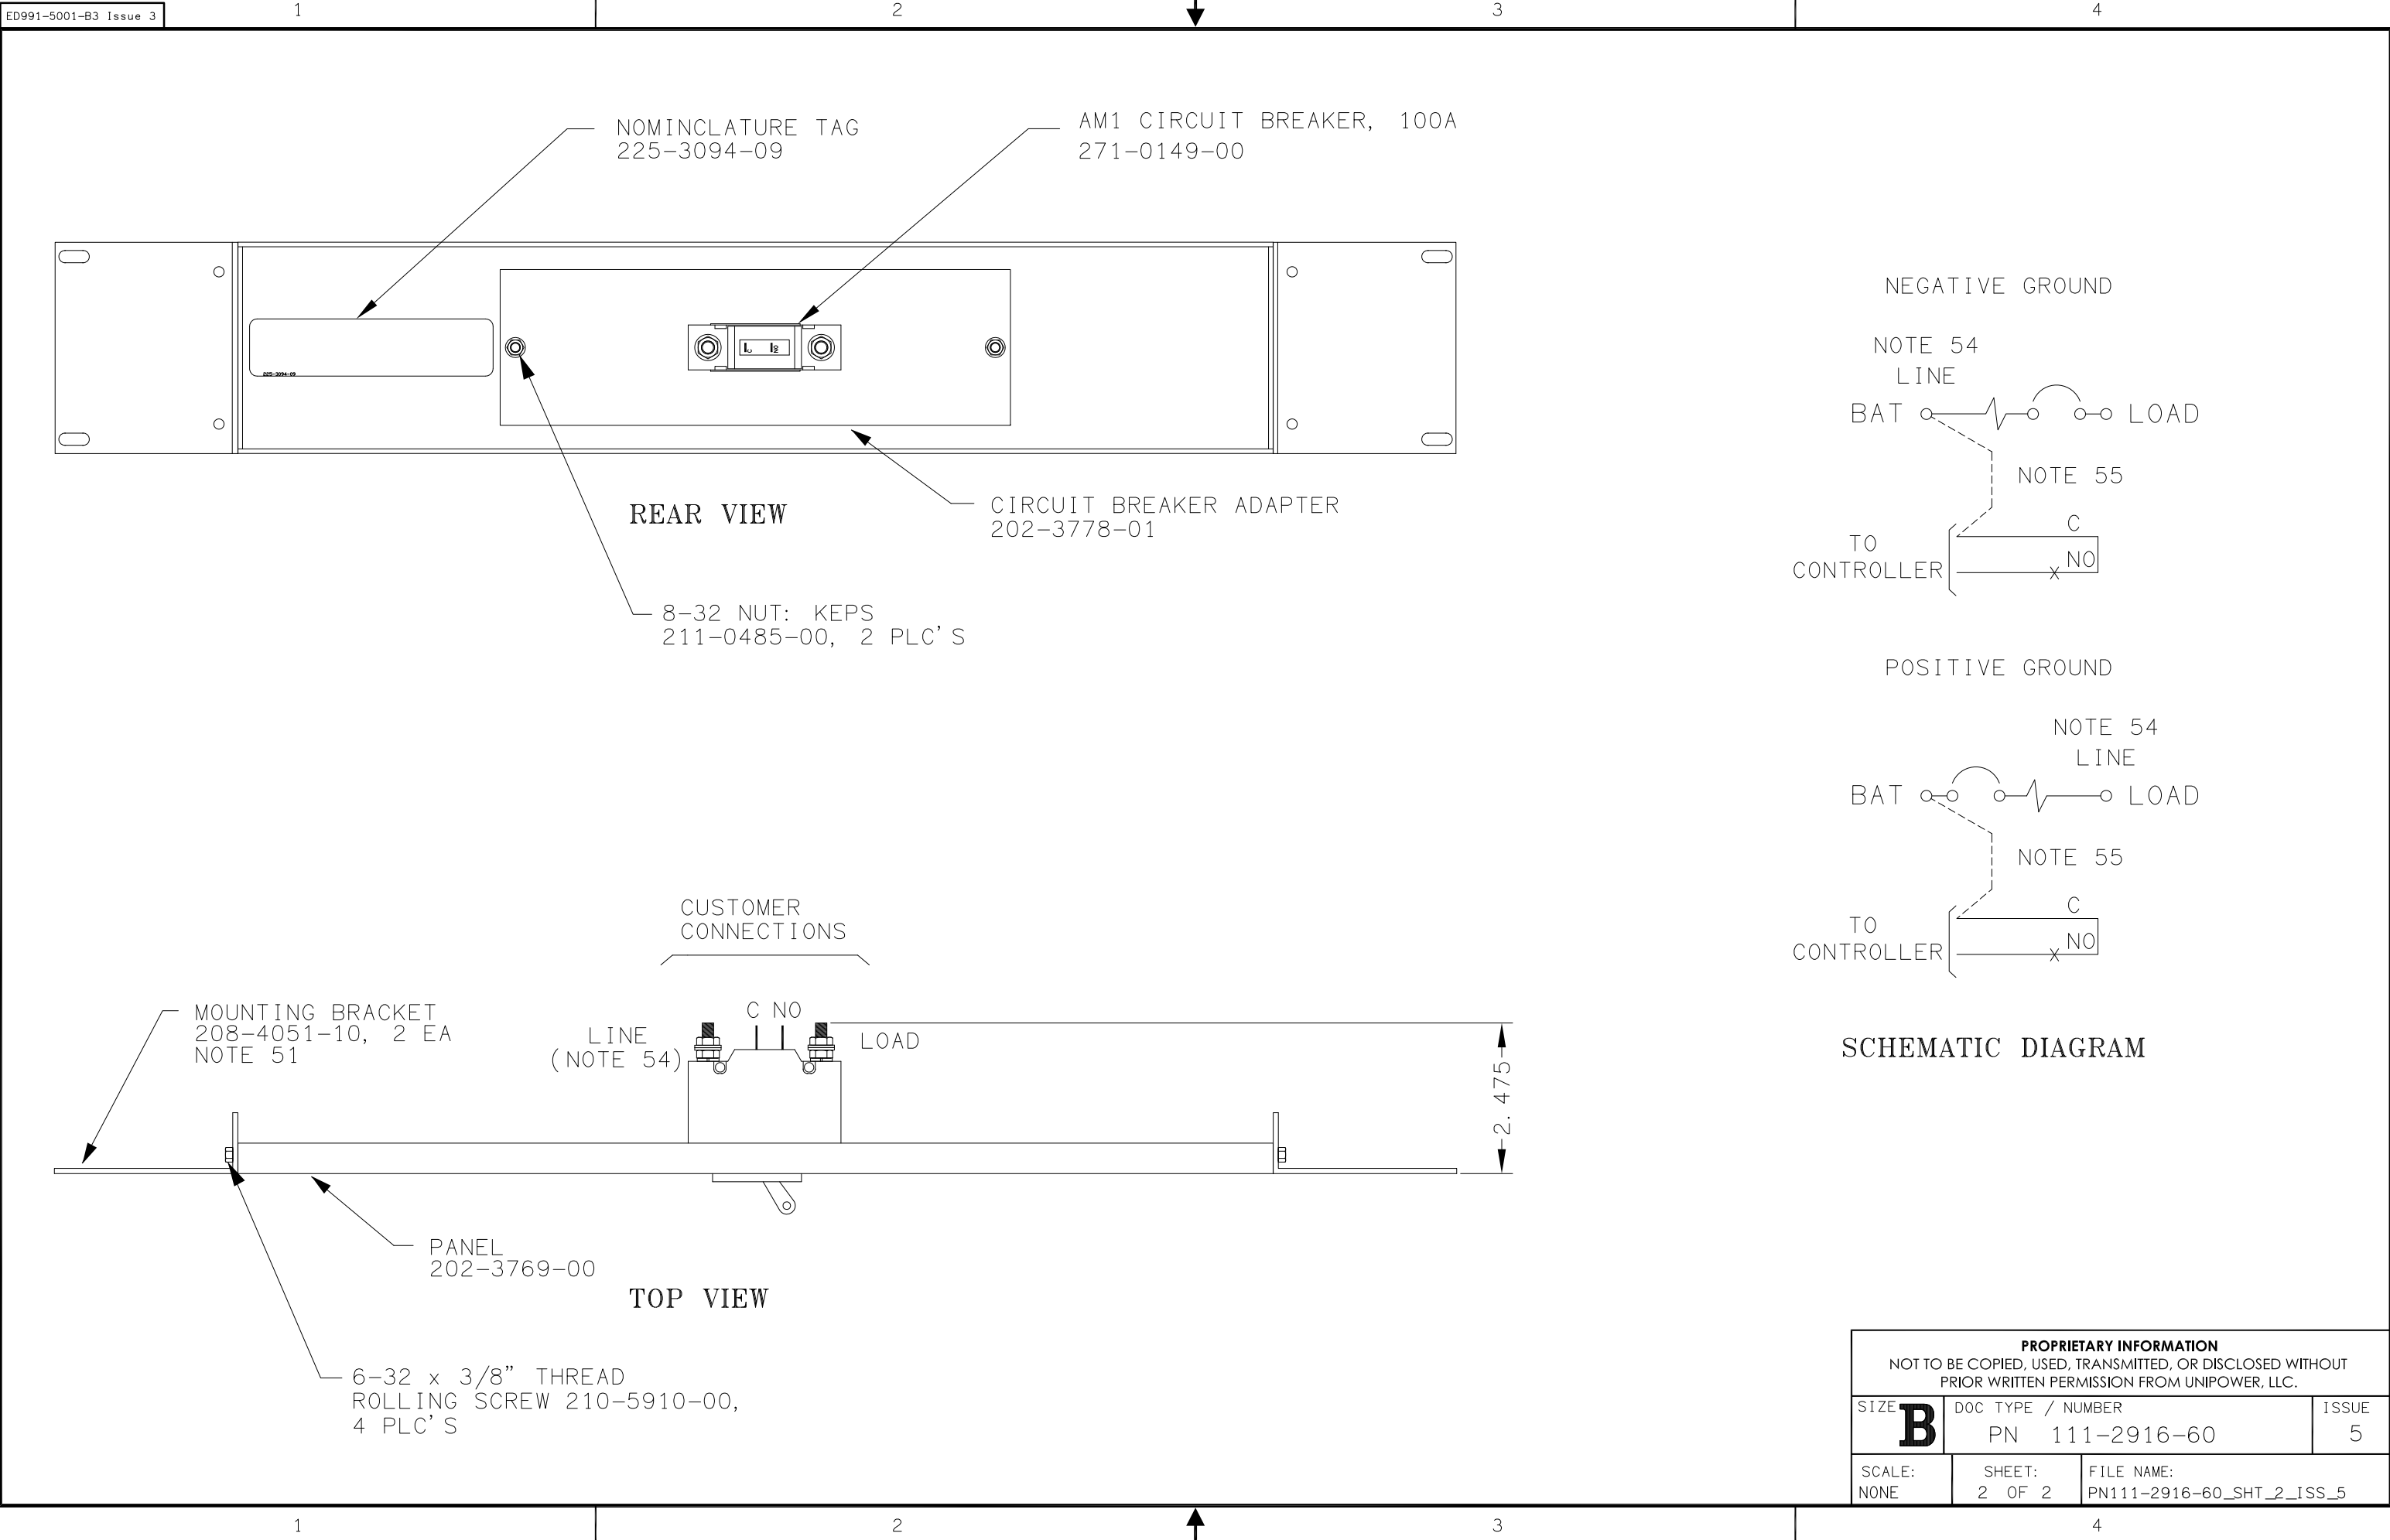 ED991-5001-B3 Issue 3
1
2
3
4
NOMINCLATURE TAG
225-3094-09
AM1 CIRCUIT BREAKER, 100A
271-0149-00
225-3094-09
C
NO
REAR VIEW
CIRCUIT BREAKER ADAPTER
202-3778-01
8-32 NUT: KEPS
211-0485-00, 2 PLC'S
NEGATIVE GROUND
NOTE 54
LINE
BAT
LOAD
NOTE 55
TO
CONTROLLER
C
NO
POSITIVE GROUND
NOTE 54
LINE
BAT
LOAD
NOTE 55
TO
CONTROLLER
C
NO
SCHEMATIC DIAGRAM
CUSTOMER
CONNECTIONS
MOUNTING BRACKET
208-4051-10, 2 EA
NOTE 51
LINE
(NOTE 54)
C NO
LOAD
2.475
PANEL
202-3769-00
TOP VIEW
6-32 x 3/8" THREAD
ROLLING SCREW 210-5910-00,
4 PLC'S
PROPRIETARY INFORMATION
NOT TO BE COPIED, USED, TRANSMITTED, OR DISCLOSED WITHOUT
PRIOR WRITTEN PERMISSION FROM UNIPOWER, LLC.
SIZE
B
DOC TYPE / NUMBER
PN 111-2916-60
ISSUE
5
SCALE:
NONE
SHEET:
2 OF 2
FILE NAME:
PN111-2916-60_SHT_2_ISS_5
1
2
3
4